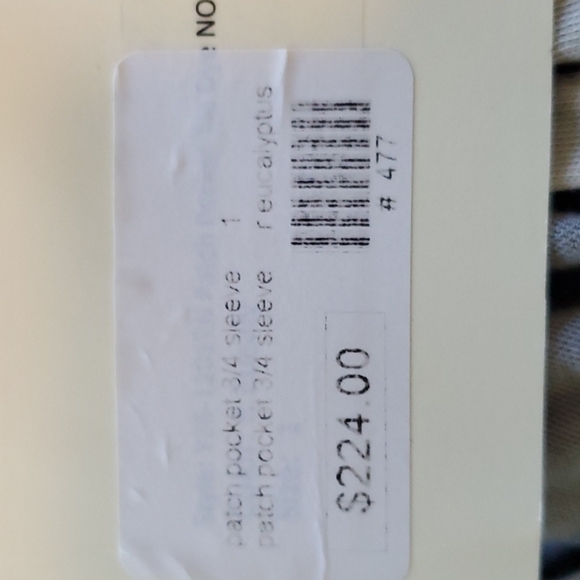 NO
patch pocket 3/4 sleeve 1
patch pocket 3/4 sleeve r eucalyptus
# 477
$224.00